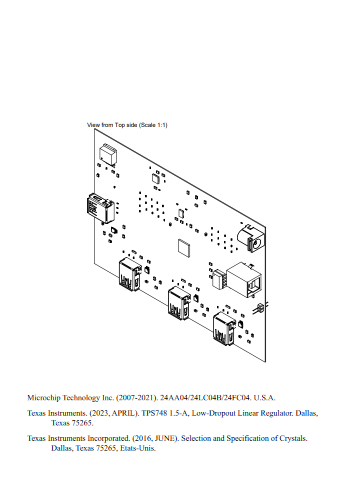 View from Top side (Scale 1:1)
Microchip Technology Inc. (2007-2021). 24AA04/24LC04B/24FC04. U.S.A.
Texas Instruments. (2023, APRIL). TPS748 1.5-A, Low-Dropout Linear Regulator. Dallas,
Texas 75265.
Texas Instruments Incorporated. (2016, JUNE). Selection and Specification of Crystals.
Dallas, Texas 75265, Etats-Unis.